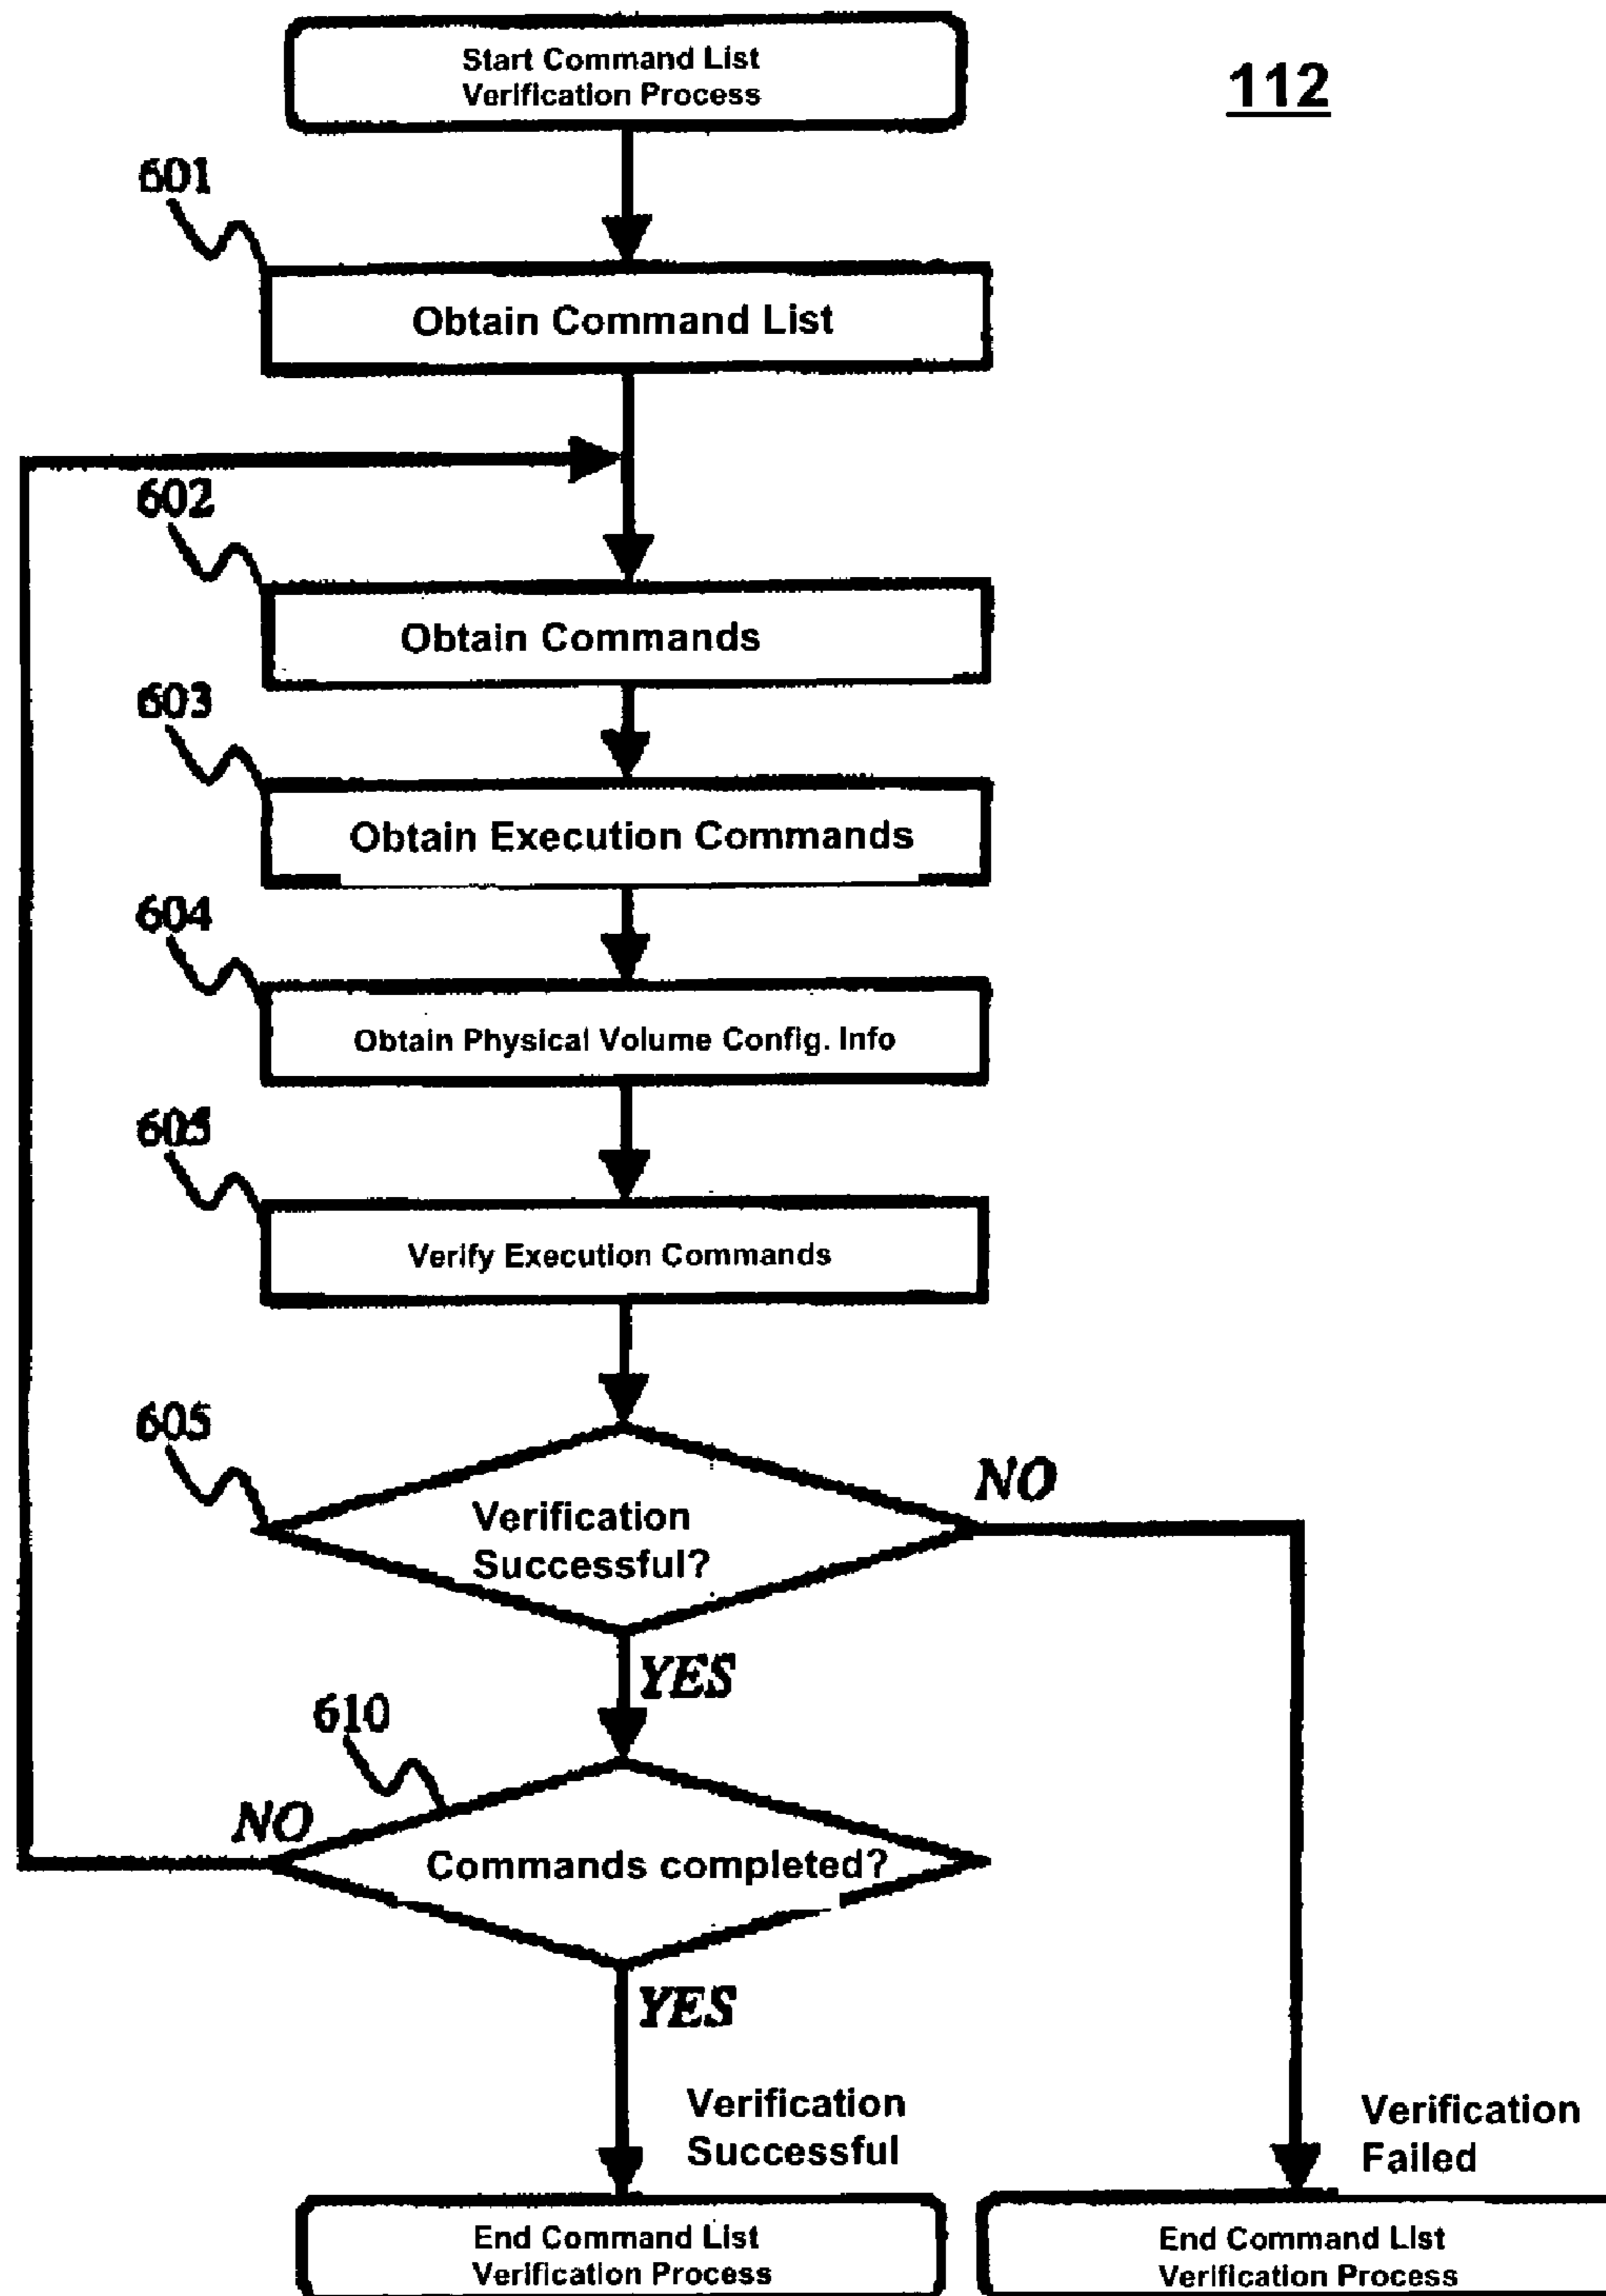 Start Command List
Verification Process
112
601
Obtain Command List
602
Obtain Commands
603
Obtain Execution Commands
604
Obtain Physical Volume Config. Info
605
Verify Execution Commands
605
Verification
Successful?
NO
YES
610
NO
Commands completed?
YES
Verification
Successful
Verification
Failed
End Command List
Verification Process
End Command List
Verification Process